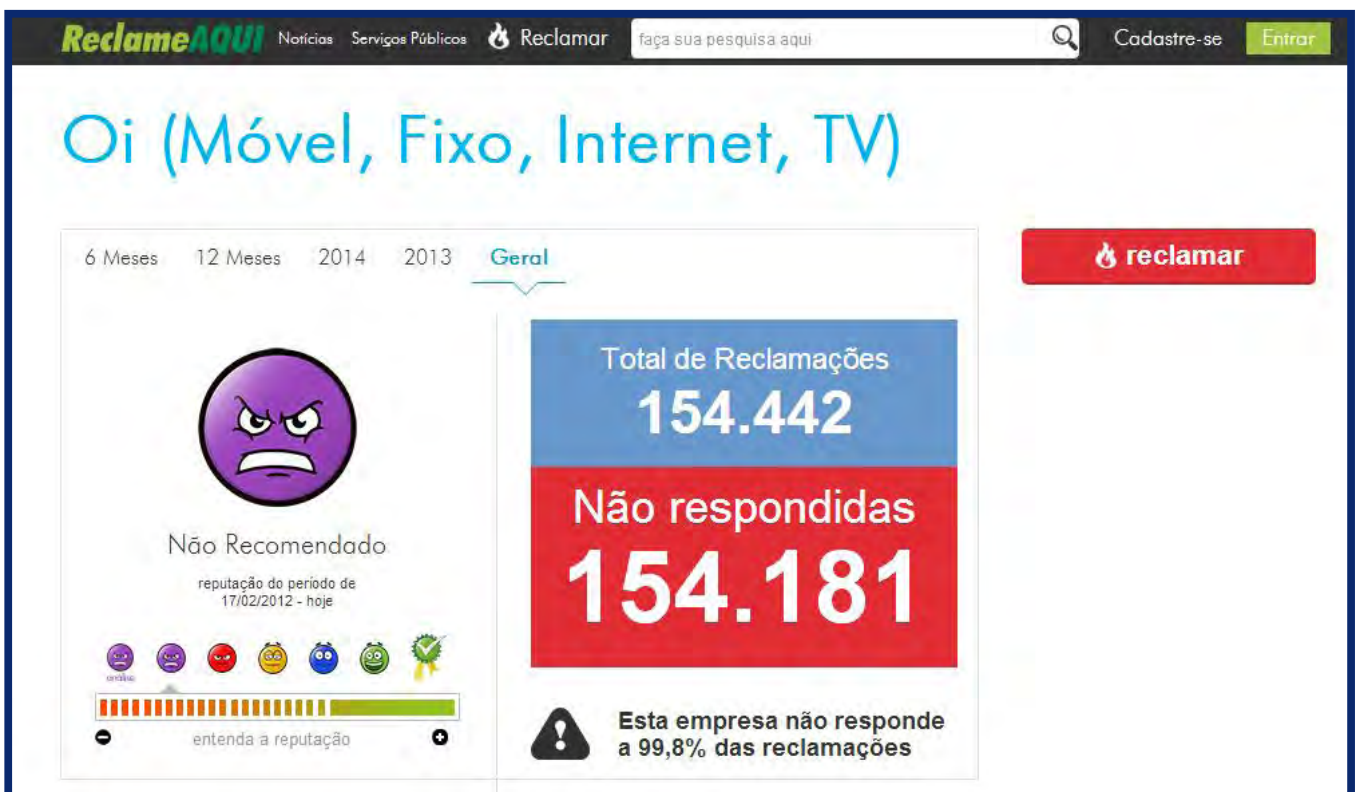 ReclameAQUI Notícias Serviços Públicos Reclamar faça sua pesquisa aqui Cadastre-se Entrar
Oi (Móvel, Fixo, Internet, TV)
6 Meses 12 Meses 2014 2013 Geral
reclamar
Total de Reclamações
154.442
Não respondidas
154.181
Não Recomendado
reputação do período de
17/02/2012 - hoje
análise
entenda a reputação
Esta empresa não responde
a 99,8% das reclamações